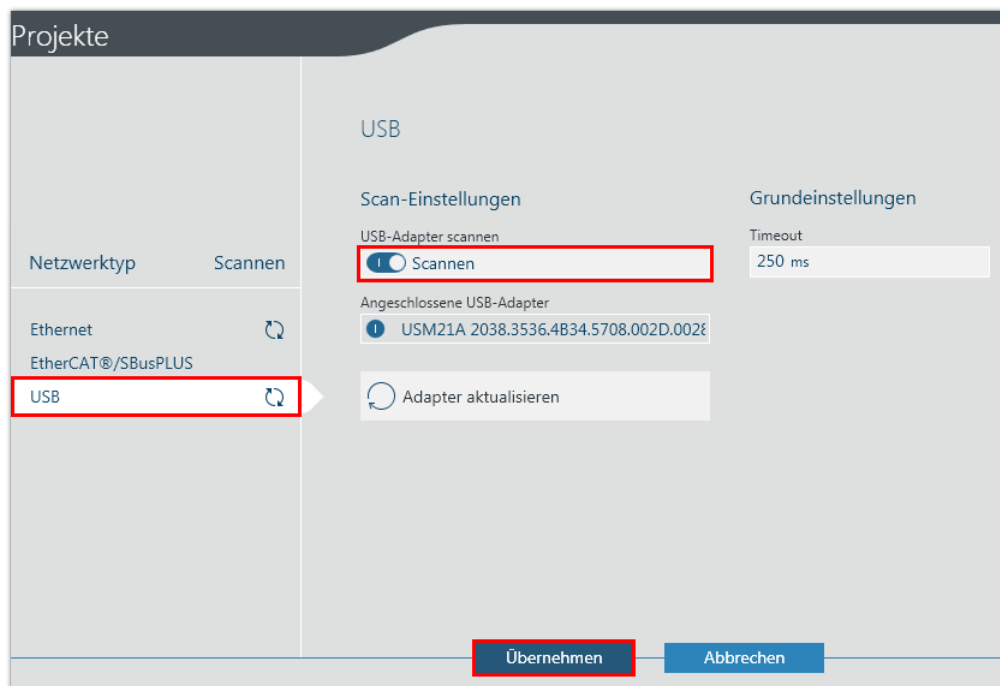 Projekte
Netzwerktyp Scannen
Ethernet
EtherCAT®/SBusPLUS
USB
USB
Scan-Einstellungen
USB-Adapter scannen
Scannen
Angeschlossene USB-Adapter
USM21A 2038.3536.4B34.5708.002D.0028
Adapter aktualisieren
Grundeinstellungen
Timeout
250 ms
Übernehmen
Abbrechen